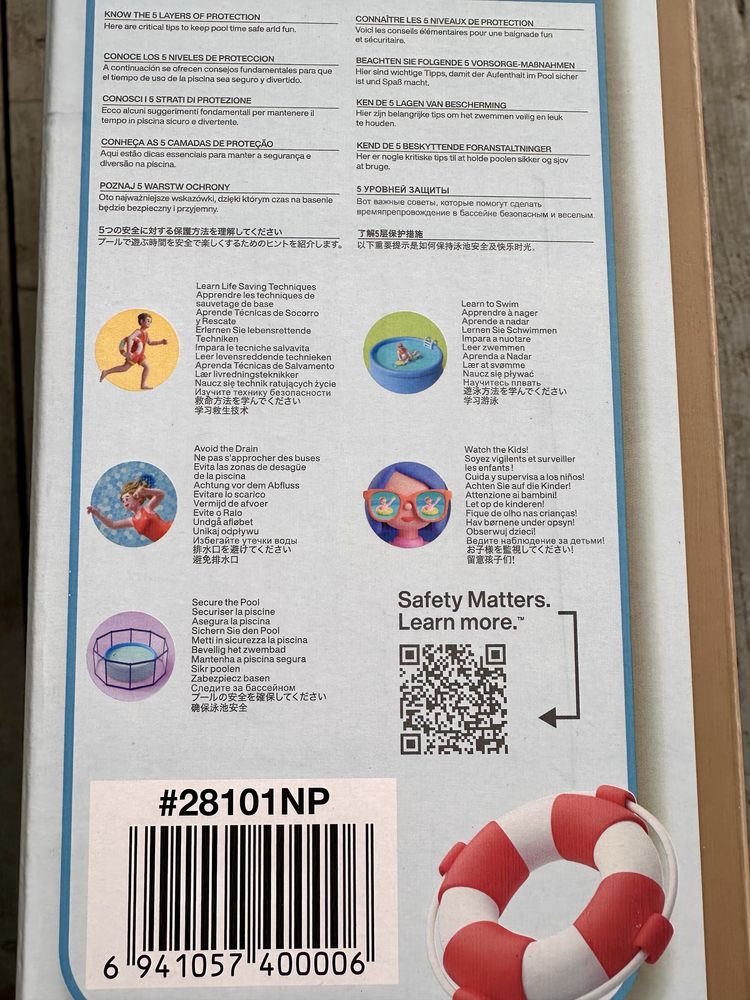 KNOW THE 5 LAYERS OF PROTECTION
Here are critical tips to keep pool time safe and fun.
CONOCE LOS 5 NIVELES DE PROTECCION
A continuación se ofrecen consejos fundamentales para que
el tiempo de uso de la piscina sea seguro y divertido.
CONOSCI I 5 STRATI DI PROTEZIONE
Ecco alcuni suggerimenti fondamentali per mantenere il
tempo in piscina sicuro e divertente.
CONHEÇA AS 5 CAMADAS DE PROTEÇÃO
Aqui estão dicas essenciais para manter a segurança e
diversão na piscina.
POZNAJ 5 WARSTW OCHRONY
Oto najważniejsze wskazówki, dzięki którym czas na basenie
będzie bezpieczny i przyjemny.
5つの安全に対する保護方法を理解してください
プールで遊ぶ時間を安全で楽しくするためのヒントを紹介します。
CONNAÎTRE LES 5 NIVEAUX DE PROTECTION
Voici les conseils élémentaires pour une baignade fun
et sécuritaire.
BEACHTEN SIE FOLGENDE 5 VORSORGE-MAßNAHMEN
Hier sind wichtige Tipps, damit der Aufenthalt im Pool sicher
ist und Spaß macht.
KEN DE 5 LAGEN VAN BESCHERMING
Hier zijn belangrijke tips om het zwemmen veilig en leuk
te houden.
KEND DE 5 BESKYTTENDE FORANSTALTNINGER
Her er nogle kritiske tips til at holde poolen sikker og sjov
at bruge.
5 УРОВНЕЙ ЗАЩИТЫ
Вот важные советы, которые помогут сделать
времяпрепровождение в бассейне безопасным и веселым.
了解5层保护措施
以下重要提示是如何保持泳池安全及快乐时光。
Learn Life Saving Techniques
Apprendre les techniques de
sauvetage de base
Aprende Técnicas de Socorro
y Rescate
Erlernen Sie lebensrettende
Techniken
Impara le tecniche salvavita
Leer levensreddende technieken
Aprenda Técnicas de Salvamento
Lær livredningsteknikker
Naucz się technik ratujących życie
Изучите технику безопасности
救命方法を学んでください
学习救生技术
Learn to Swim
Apprendre à nager
Aprende a nadar
Lernen Sie Schwimmen
Impara a nuotare
Leer zwemmen
Aprenda a Nadar
Lær at svømme
Naucz się pływać
Научитесь плвать
遊泳方法を学んでください
学习游泳
Avoid the Drain
Ne pas s'approcher des buses
Evita las zonas de desagüe
de la piscina
Achtung vor dem Abfluss
Evitare lo scarico
Vermijd de afvoer
Evite o Ralo
Undgå afløbet
Unikaj odpływu
Избегайте утечки воды
排水口を避けてください
避免排水口
Watch the Kids!
Soyez vigilents et surveiller
les enfants!
Cuida y supervisa a los niños!
Achten Sie auf die Kinder!
Attenzione ai bambini!
Let op de kinderen!
Fique de olho nas crianças!
Hav børnene under opsyn!
Obserwuj dzieci!
Ведите наблюдение за детьми!
お子様を監視してください!
留意孩子们!
Secure the Pool
Securiser la piscine
Asegura la piscina
Sichern Sie den Pool
Metti in sicurezza la piscina
Beveilig het zwembad
Mantenha a piscina segura
Sikr poolen
Zabezpiecz basen
Следите за бассейном
プールの安全を確保してください
确保泳池安全
Safety Matters.
Learn more.™
#28101NP
6 941057 400006